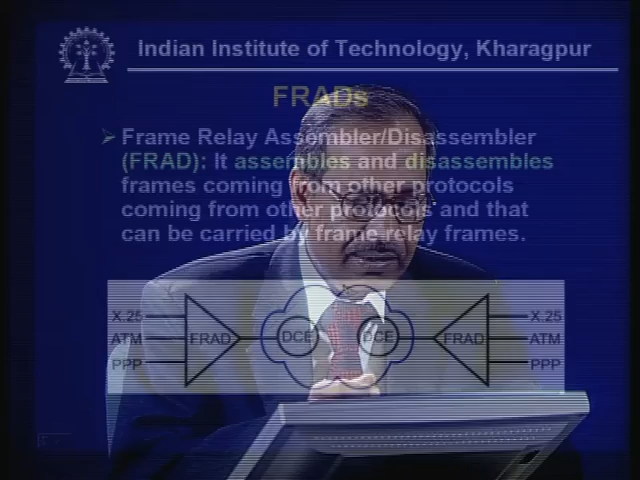 Indian Institute of Technology, Kharagpur
FRADs
Frame Relay Assembler/Disassembler
(FRAD): It assembles and disassembles
frames coming from other protocols
coming from other protocols and that
can be carried by frame relay frames.
X.25 X.25
FRAD DCE DCE FRAD
ATM ATM
PPP PPP